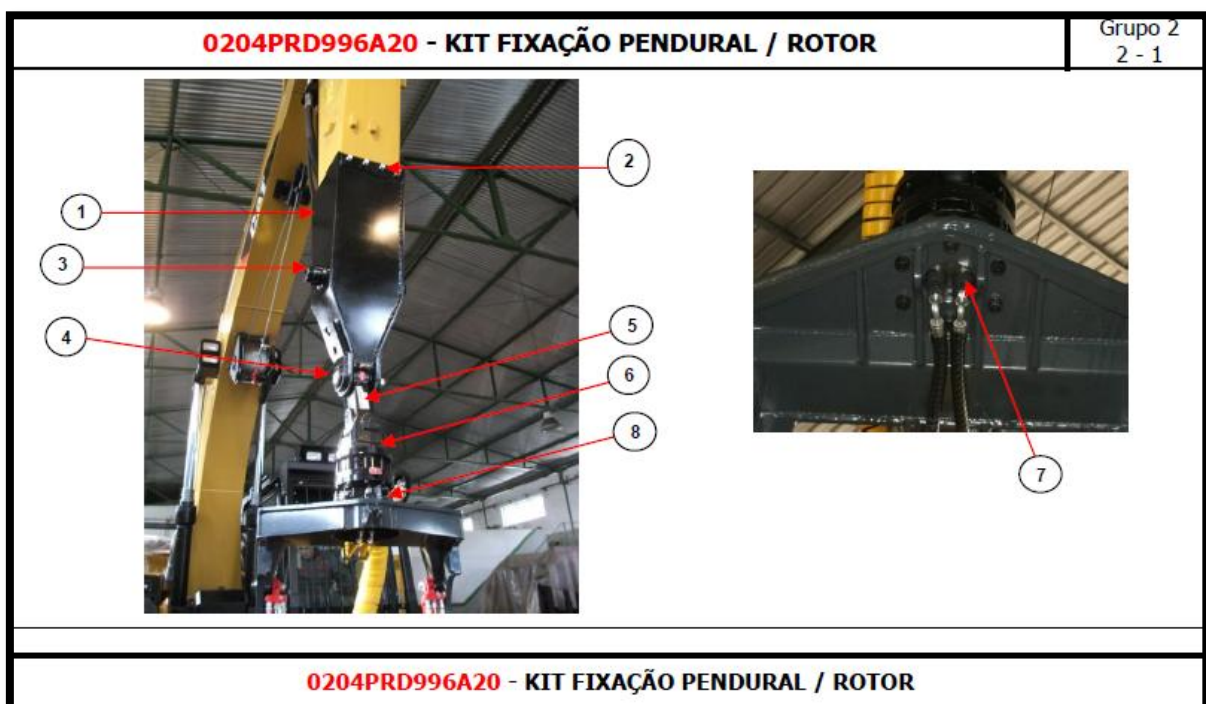 0204PRD996A20 - KIT FIXAÇÃO PENDURAL / ROTOR
Grupo 2
2 - 1
2
1
3
4
5
6
8
7
0204PRD996A20 - KIT FIXAÇÃO PENDURAL / ROTOR